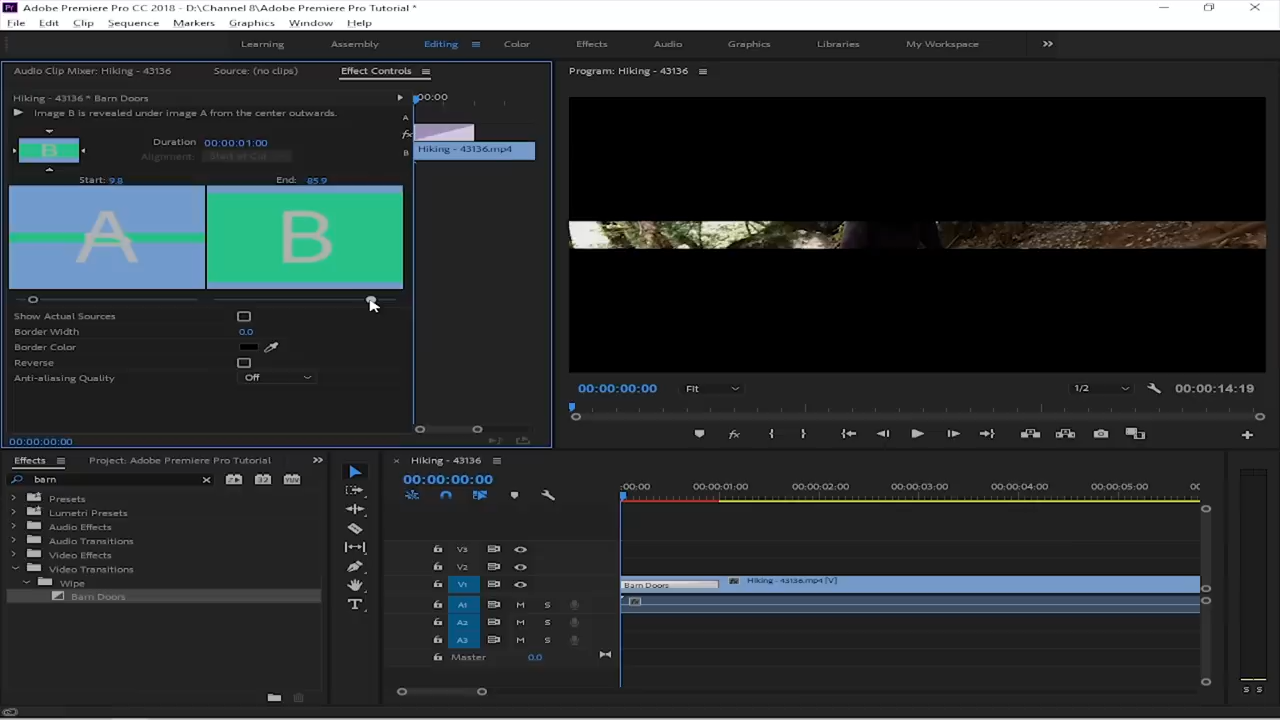 Adobe Premiere Pro CC 2018 - D:\Channel 8\Adobe Premiere Pro Tutorial *
File Edit Clip Sequence Markers Graphics Window Help
Learning Assembly Editing Color Effects Audio Graphics Libraries My Workspace
Audio Clip Mixer: Hiking - 43136 Source: (no clips) Effect Controls
Program: Hiking - 43136
Hiking - 43136 * Barn Doors
:00:00
Image B is revealed under image A from the center outwards.
A
fx
B
B
Duration 00:00:01:00
Alignment: Start at Cut
Hiking - 43136.mp4
Start: 9.8 End: 85.9
A B
Show Actual Sources
Border Width 0.0
Border Color
Reverse
Anti-aliasing Quality Off
00:00:00:00
00:00:00:00 Fit 1/2 00:00:14:19
Effects Project: Adobe Premiere Pro Tutorial
barn
Presets
Lumetri Presets
Audio Effects
Audio Transitions
Video Effects
Video Transitions
Wipe
Barn Doors
Hiking - 43136
00:00:00:00
:00:00 00:00:01:00 00:00:02:00 00:00:03:00 00:00:04:00 00:00:05:00
V3
V2
V1 Barn Doors Hiking - 43136.mp4 [V]
A1 M S
A2 M S
A3 M S
Master 0.0
S S